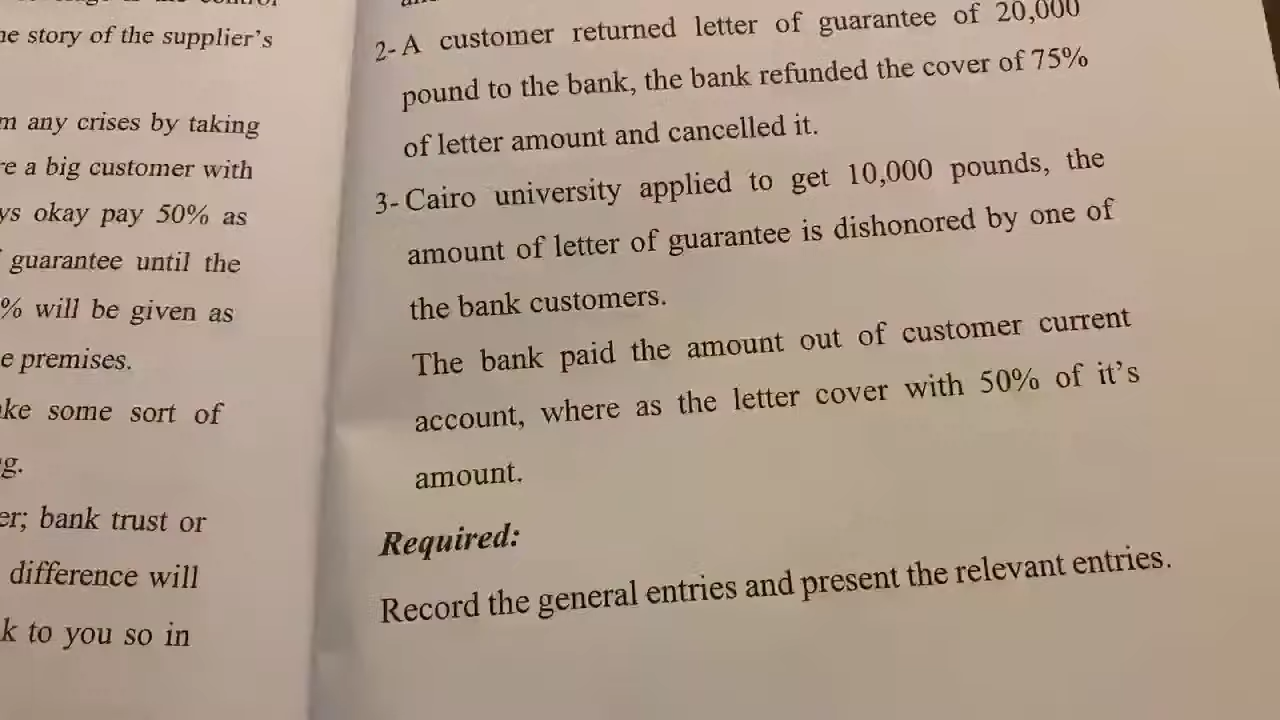 ne story of the supplier's
m any crises by taking
re a big customer with
ys okay pay 50% as
guarantee until the
% will be given as
e premises.
ke some sort of
g.
er; bank trust or
difference will
k to you so in
2- A customer returned letter of guarantee of 20,000
pound to the bank, the bank refunded the cover of 75%
of letter amount and cancelled it.
3- Cairo university applied to get 10,000 pounds, the
amount of letter of guarantee is dishonored by one of
the bank customers.
The bank paid the amount out of customer current
account, where as the letter cover with 50% of it's
amount.
Required:
Record the general entries and present the relevant entries.